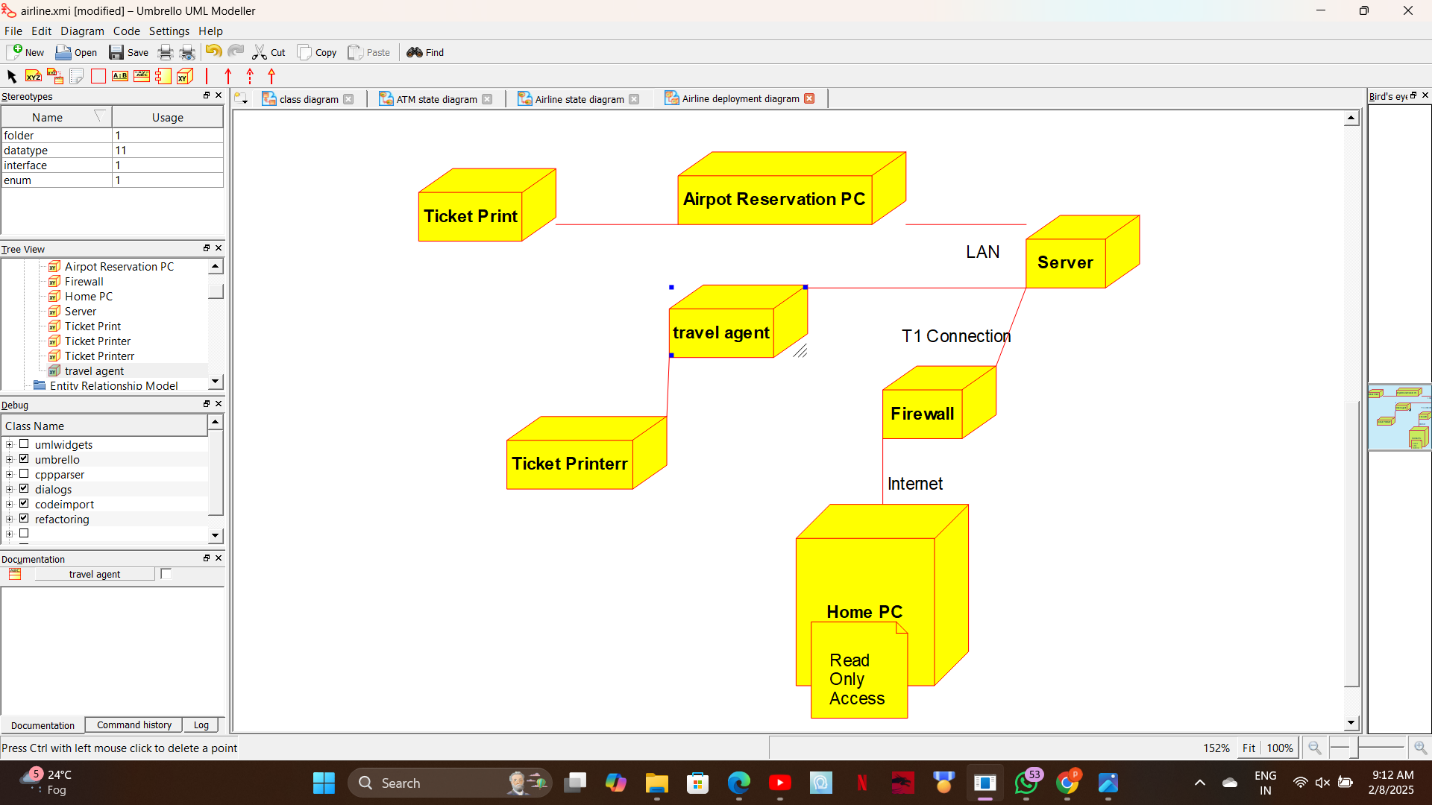 airline.xmi [modified] – Umbrello UML Modeller
File Edit Diagram Code Settings Help
New Open Save Cut Copy Paste Find
XYZ A↓B XY
Stereotypes
Name Usage
folder 1
datatype 11
interface 1
enum 1
Tree View
Airpot Reservation PC
Firewall
Home PC
Server
Ticket Print
Ticket Printer
Ticket Printerr
travel agent
Entity Relationship Model
Debug
Class Name
umlwidgets
umbrello
cppparser
dialogs
codeimport
refactoring
Documentation
travel agent
Documentation Command history Log
class diagram ATM state diagram Airline state diagram Airline deployment diagram
Ticket Print
Airpot Reservation PC
LAN
Server
travel agent
T1 Connection
Firewall
Ticket Printerr
Internet
Home PC
Read
Only
Access
Bird's eye
Press Ctrl with left mouse click to delete a point
152% Fit 100%
5 24°C
Fog
Search
53
P
ENG
IN
9:12 AM
2/8/2025